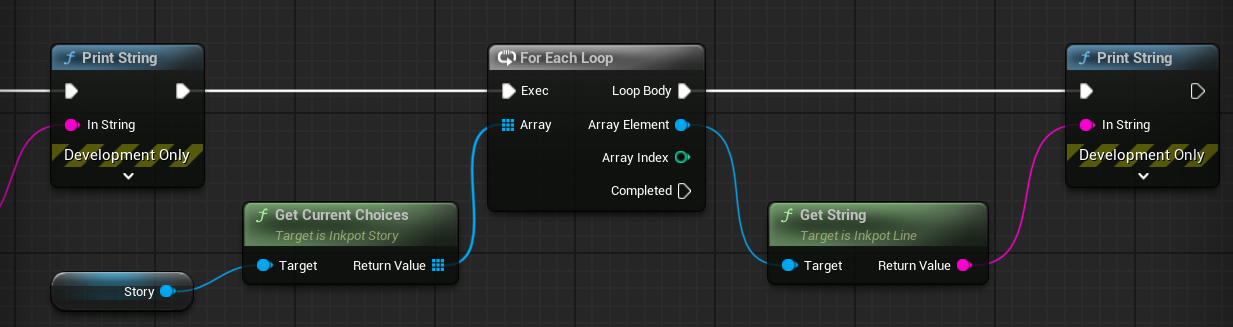 Print String
In String
Development Only
Get Current Choices
Target is Inkpot Story
Target Return Value
Story
For Each Loop
Exec Loop Body
Array Array Element
Array Index
Completed
Get String
Target is Inkpot Line
Target Return Value
Print String
In String
Development Only